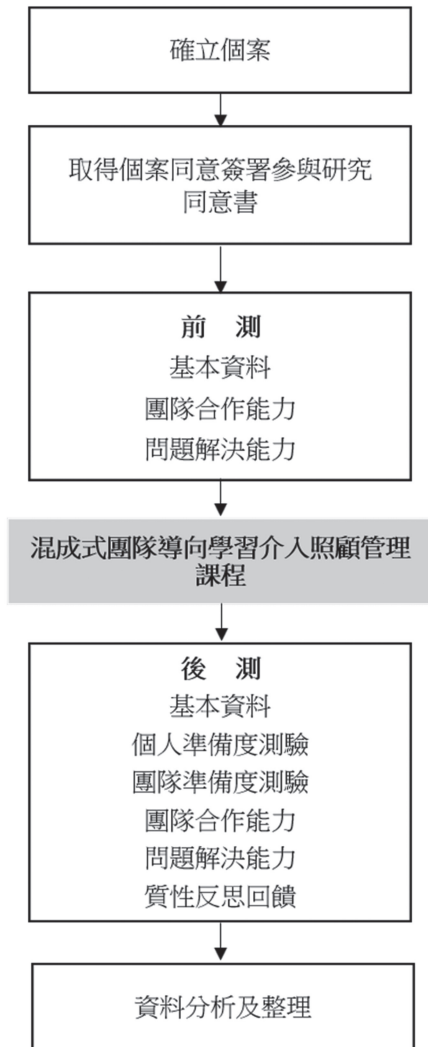 確立個案
取得個案同意簽署參與研究
同意書
前　測
基本資料
團隊合作能力
問題解決能力
混成式團隊導向學習介入照顧管理
課程
後　測
基本資料
個人準備度測驗
團隊準備度測驗
團隊合作能力
問題解決能力
質性反思回饋
資料分析及整理